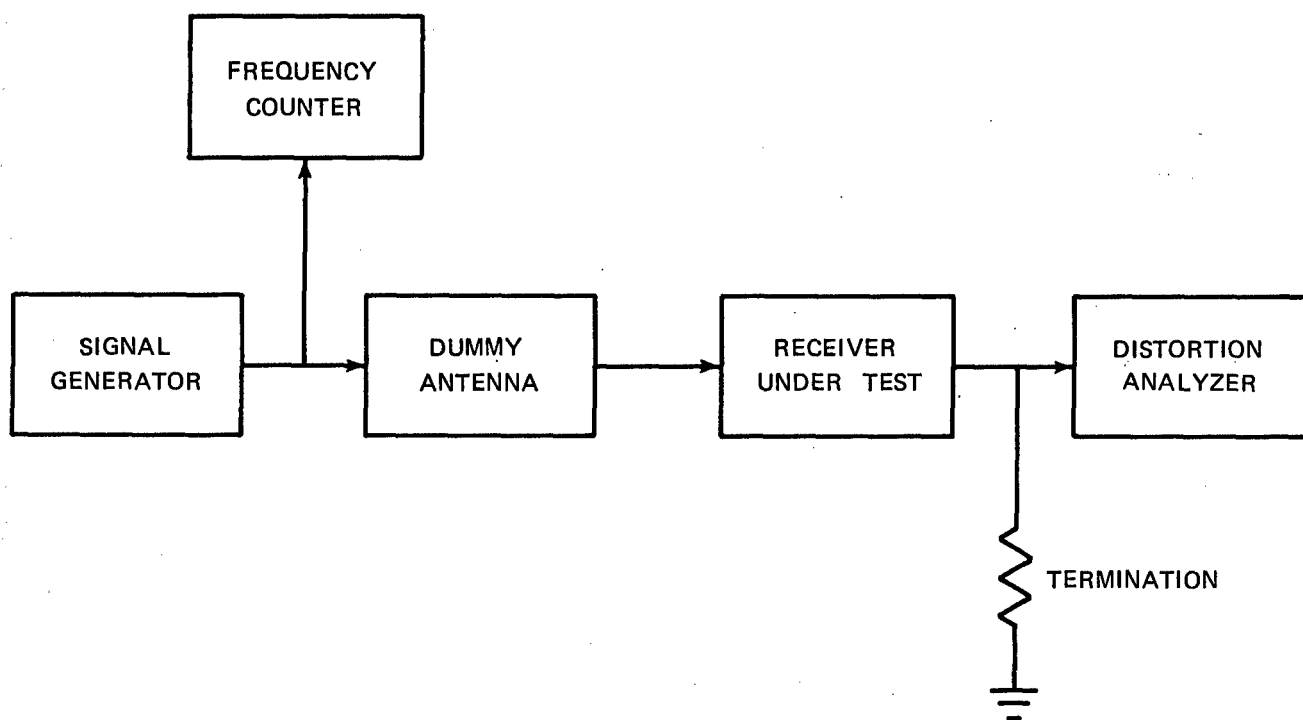 FREQUENCY
COUNTER
SIGNAL
GENERATOR
DUMMY
ANTENNA
RECEIVER
UNDER TEST
DISTORTION
ANALYZER
TERMINATION